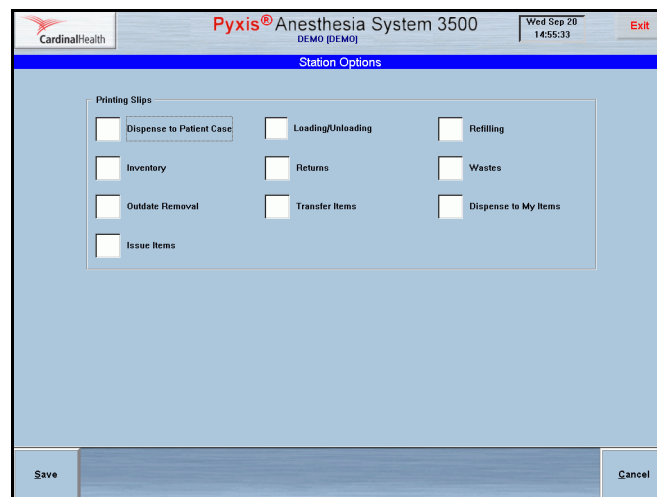 CardinalHealth
Pyxis® Anesthesia System 3500
DEMO [DEMO]
Wed Sep 20
14:55:33
Exit
Station Options
Printing Slips
Dispense to Patient Case
Loading/Unloading
Refilling
Inventory
Returns
Wastes
Outdate Removal
Transfer Items
Dispense to My Items
Issue Items
Save
Cancel